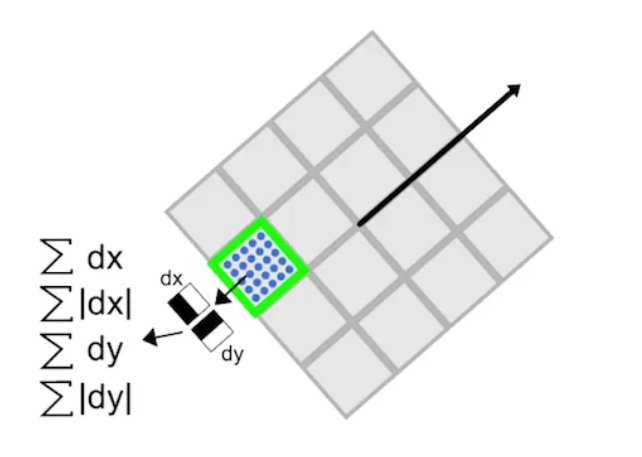 ∑ dx
∑|dx|
∑ dy
∑|dy|
dx
dy